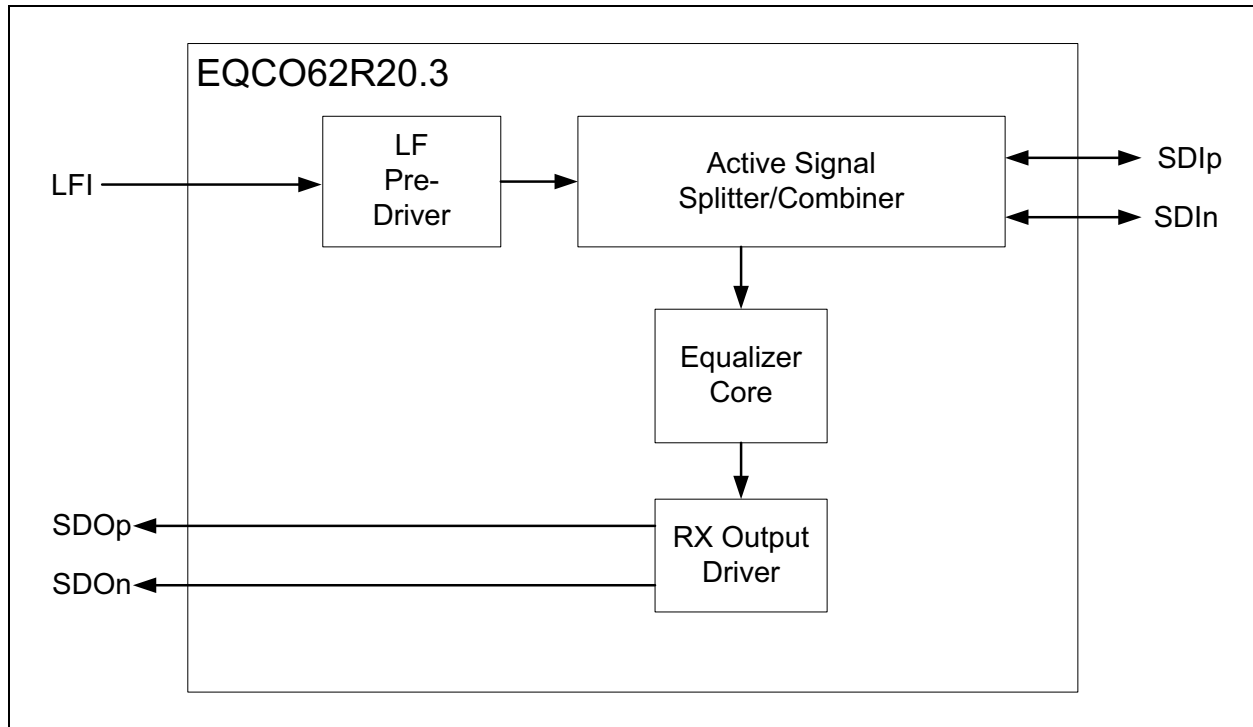 EQCO62R20.3
LF
Pre-
Driver
Active Signal
Splitter/Combiner
LFI
SDIp
SDIn
Equalizer
Core
RX Output
Driver
SDOp
SDOn